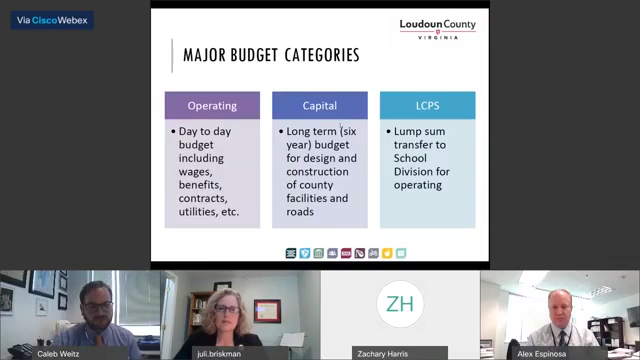 Via Cisco Webex
Loudoun County
VIRGINIA
MAJOR BUDGET CATEGORIES
Operating
• Day to day
budget
including
wages,
benefits,
contracts,
utilities, etc.
Capital
• Long term (six
year) budget
for design and
construction
of county
facilities and
roads
LCPS
• Lump sum
transfer to
School
Division for
operating
ZH
Caleb Weitz
juli.briskman
Zachary Harris
Alex Espinosa